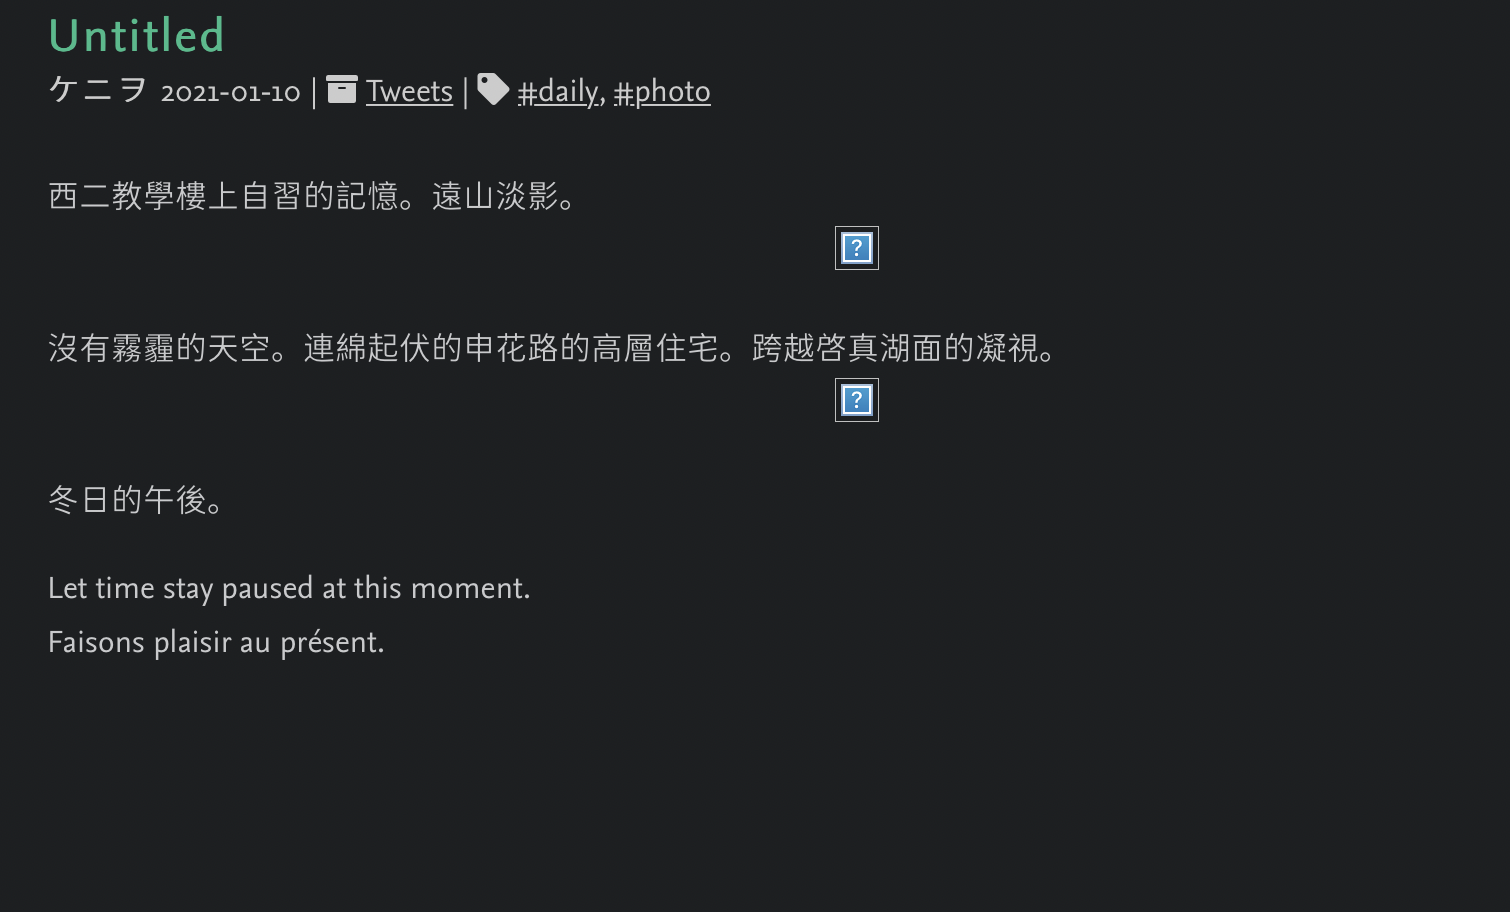 Untitled
ケニヲ 2021-01-10 | Tweets | #daily, #photo
西二教學樓上自習的記憶。遠山淡影。
?
沒有霧霾的天空。連綿起伏的申花路的高層住宅。跨越啓真湖面的凝視。
?
冬日的午後。
Let time stay paused at this moment.
Faisons plaisir au présent.